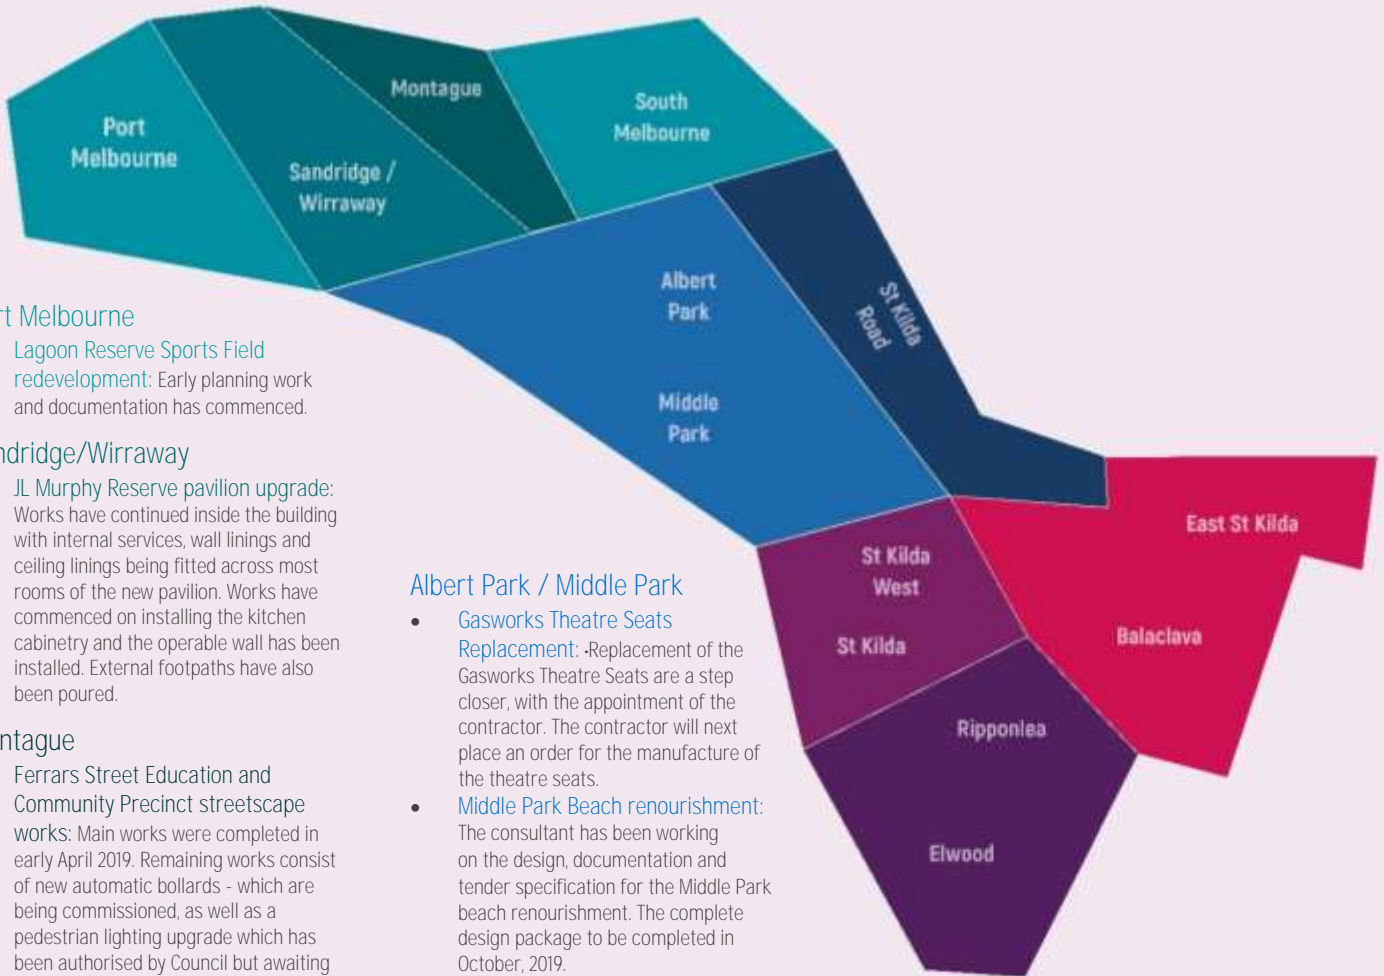 Port
Melbourne
Sandridge /
Wirraway
Montague
South
Melbourne
Albert
Park
Middle
Park
St Kilda
Road
East St Kilda
Balaclava
St Kilda
West
St Kilda
Ripponlea
Elwood
rt Melbourne
Lagoon Reserve Sports Field
redevelopment: Early planning work
and documentation has commenced.
ndridge/Wirraway
JL Murphy Reserve pavilion upgrade:
Works have continued inside the building
with internal services, wall linings and
ceiling linings being fitted across most
rooms of the new pavilion. Works have
commenced on installing the kitchen
cabinetry and the operable wall has been
installed. External footpaths have also
been poured.
ntague
Ferrars Street Education and
Community Precinct streetscape
works: Main works were completed in
early April 2019. Remaining works consist
of new automatic bollards - which are
being commissioned, as well as a
pedestrian lighting upgrade which has
been authorised by Council but awaiting
Albert Park / Middle Park
• Gasworks Theatre Seats
Replacement: •Replacement of the
Gasworks Theatre Seats are a step
closer, with the appointment of the
contractor. The contractor will next
place an order for the manufacture of
the theatre seats.
• Middle Park Beach renourishment:
The consultant has been working
on the design, documentation and
tender specification for the Middle Park
beach renourishment. The complete
design package to be completed in
October, 2019.